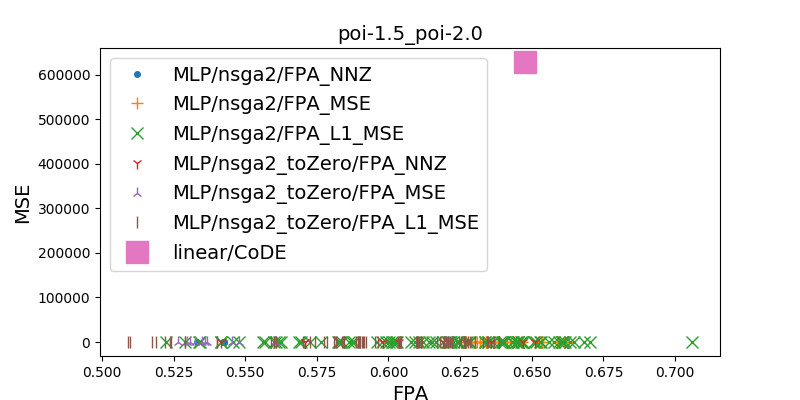 poi-1.5_poi-2.0
MSE
600000
500000
400000
300000
200000
100000
0
MLP/nsga2/FPA_NNZ
MLP/nsga2/FPA_MSE
MLP/nsga2/FPA_L1_MSE
MLP/nsga2_toZero/FPA_NNZ
MLP/nsga2_toZero/FPA_MSE
MLP/nsga2_toZero/FPA_L1_MSE
linear/CoDE
0.500 0.525 0.550 0.575 0.600 0.625 0.650 0.675 0.700
FPA